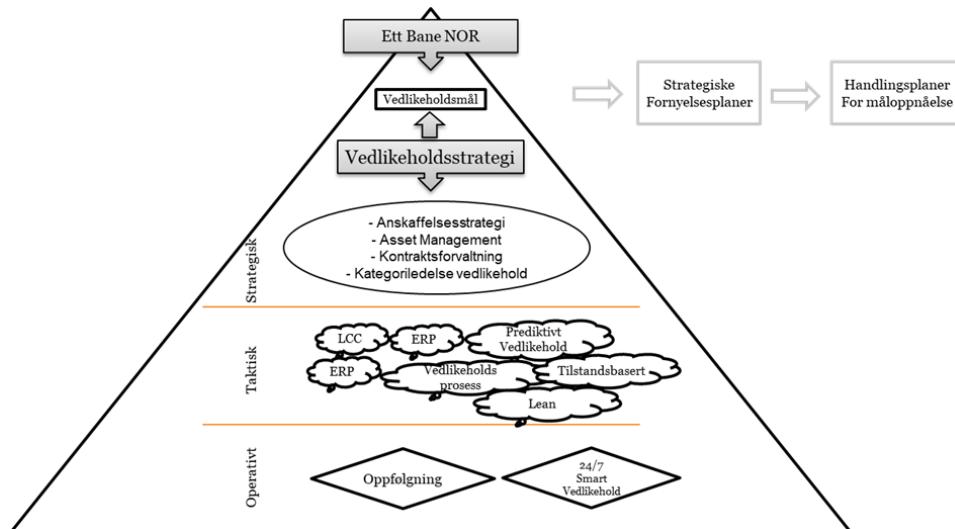 Ett Bane NOR
Vedlikeholdsmål
Vedlikeholdsstrategi
Strategiske
Fornyelsesplaner
Handlingsplaner
For måloppnåelse
Strategisk
- Anskaffelsesstrategi
- Asset Management
- Kontraktsforvaltning
- Kategoriledelse vedlikehold
Taktisk
LCC
ERP
Prediktivt
Vedlikehold
ERP
Vedlikeholds
prosess
Tilstandsbasert
Lean
Operativt
Oppfølgning
24/7
Smart
Vedlikehold